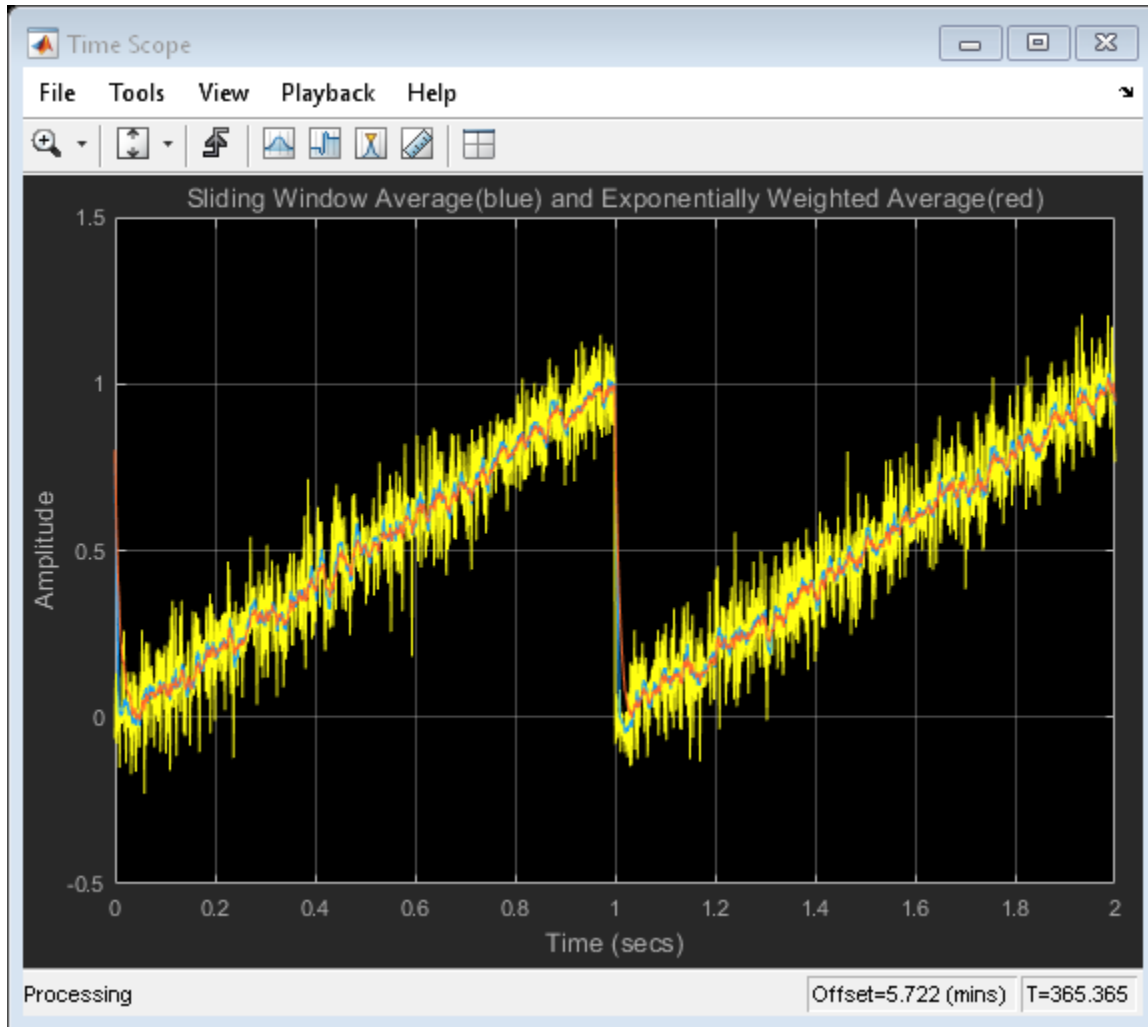 Time Scope
File Tools View Playback Help
Sliding Window Average(blue) and Exponentially Weighted Average(red)
1.5
1
0.5
0
-0.5
Amplitude
0 0.2 0.4 0.6 0.8 1 1.2 1.4 1.6 1.8 2
Time (secs)
Processing Offset=5.722 (mins) T=365.365